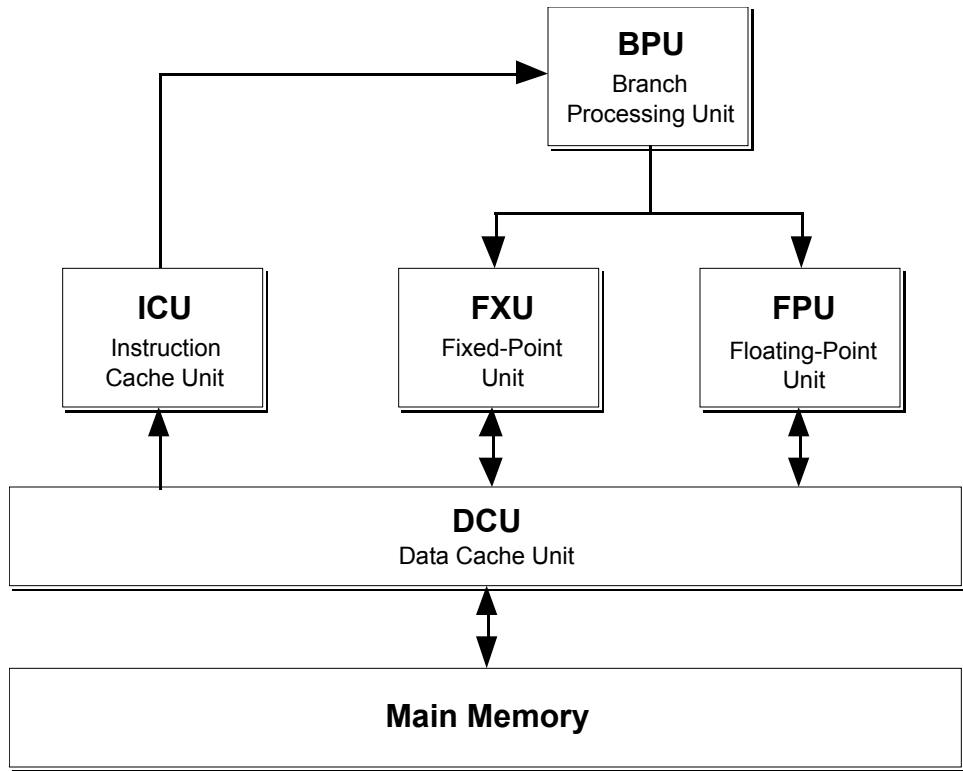 BPU
Branch
Processing Unit
ICU
Instruction
Cache Unit
FXU
Fixed-Point
Unit
FPU
Floating-Point
Unit
DCU
Data Cache Unit
Main Memory